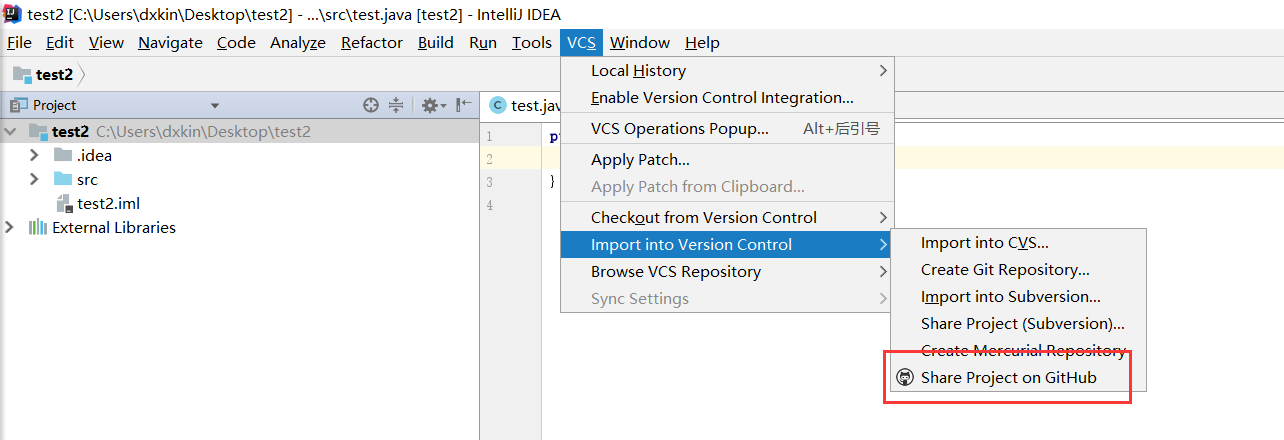 test2 [C:\Users\dxkin\Desktop\test2] - ...\src\test.java [test2] - IntelliJ IDEA
File Edit View Navigate Code Analyze Refactor Build Run Tools VCS Window Help
test2
Project
test2 C:\Users\dxkin\Desktop\test2
.idea
src
test2.iml
External Libraries
test.jav
1 p
2
3 }
4
Local History
Enable Version Control Integration...
VCS Operations Popup... Alt+后引号
Apply Patch...
Apply Patch from Clipboard...
Checkout from Version Control
Import into Version Control
Browse VCS Repository
Sync Settings
Import into CVS...
Create Git Repository...
Import into Subversion...
Share Project (Subversion)...
Create Mercurial Repository
Share Project on GitHub